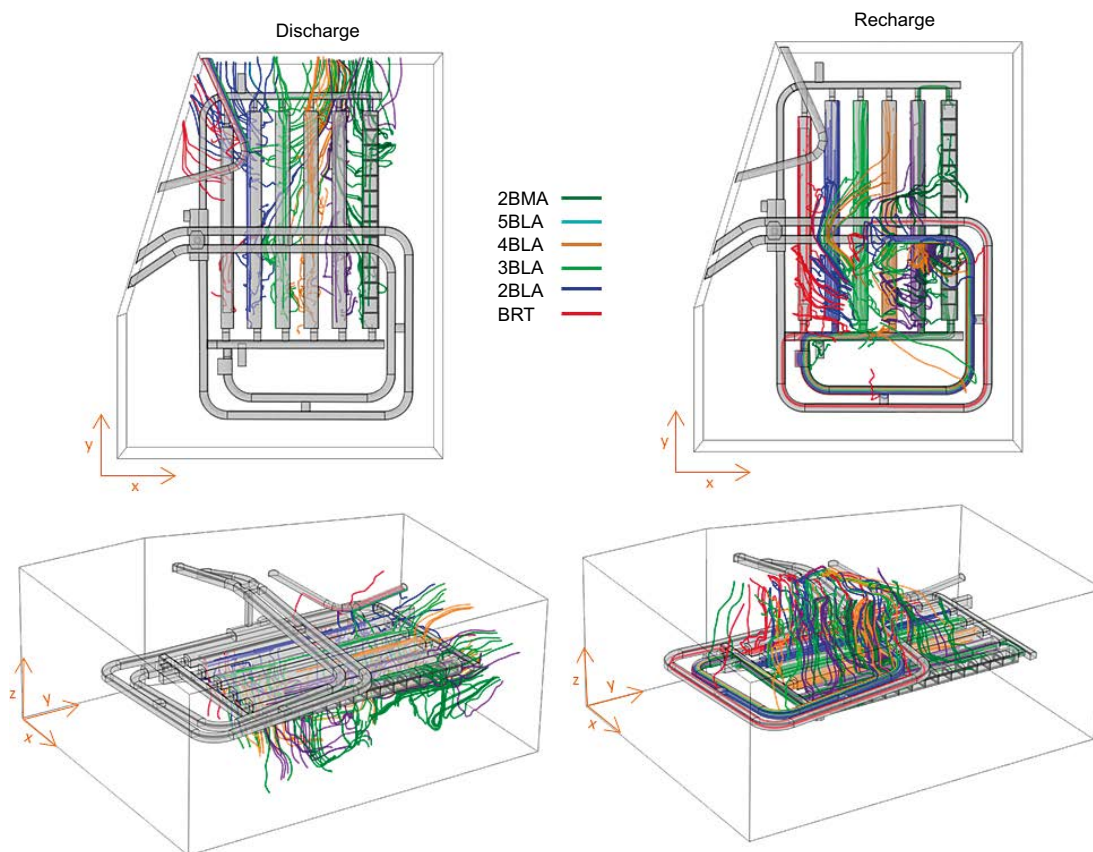 Discharge
Recharge
2BMA
5BLA
4BLA
3BLA
2BLA
BRT
y
x
y
x
z
y
x
z
y
x